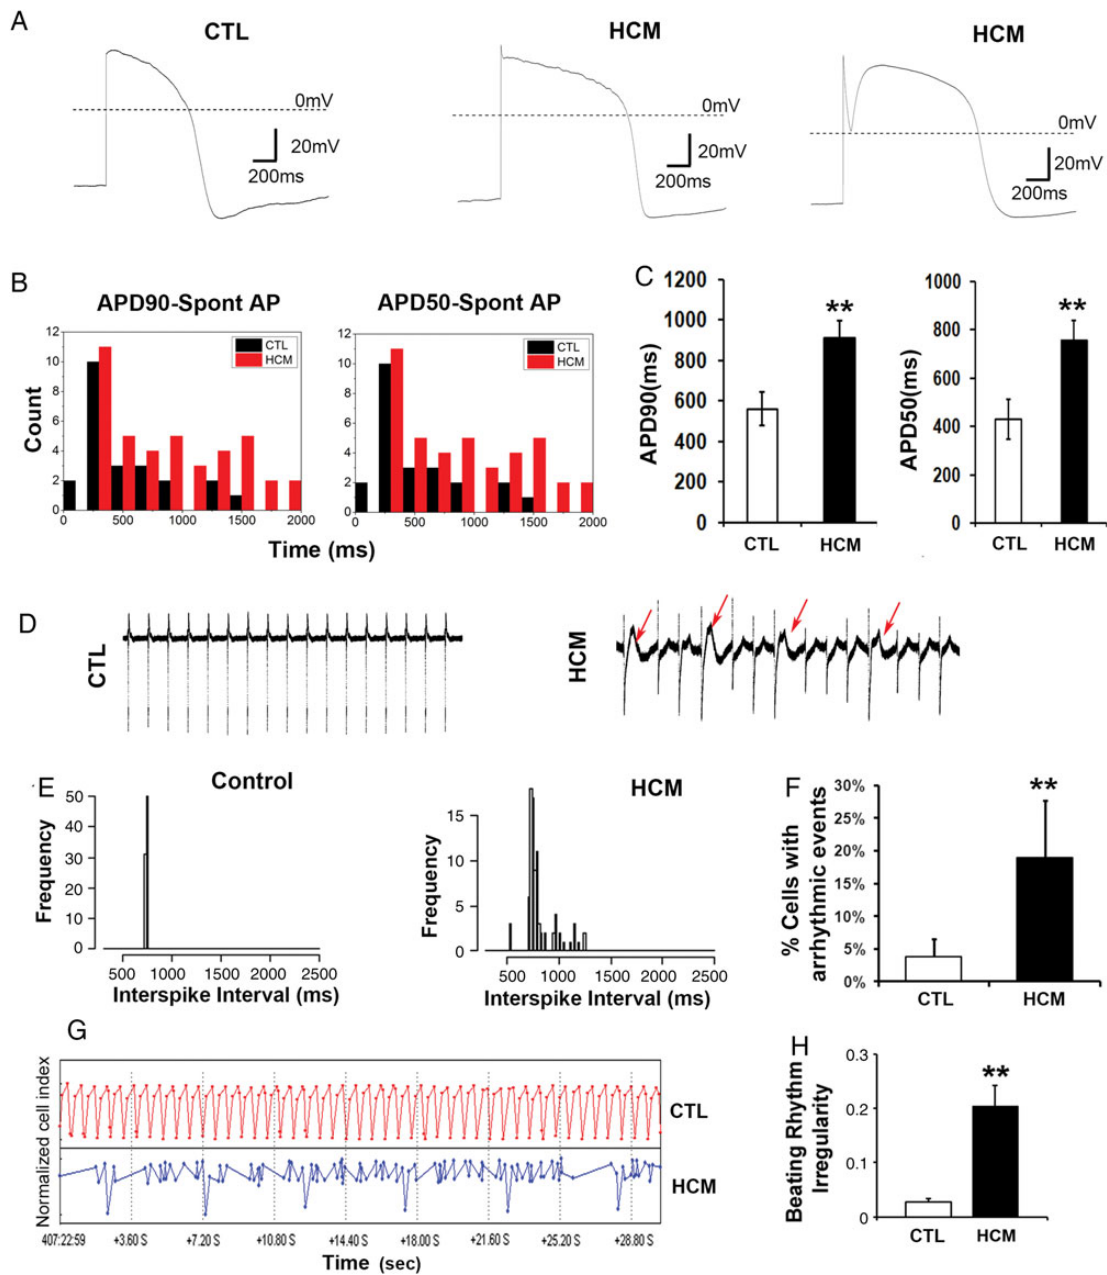 A
CTL
HCM
HCM
0mV
0mV
0mV
20mV
20mV
20mV
200ms
200ms
200ms
B
APD90-Spont AP
APD50-Spont AP
CTL
HCM
CTL
HCM
Count
12
10
8
6
4
2
0
12
10
8
6
4
2
0
0 500 1000 1500 2000
0 500 1000 1500 2000
Time (ms)
C
APD90(ms)
1200
1000
800
600
400
200
0
**
CTL HCM
APD50(ms)
1000
800
600
400
200
0
**
CTL HCM
D
CTL
HCM
E
Control
Frequency
50
40
30
20
10
0
500 1000 1500 2000 2500
Interspike Interval (ms)
HCM
Frequency
15
10
5
0
500 1000 1500 2000 2500
Interspike Interval (ms)
F
% Cells with
arrhythmic events
30%
25%
20%
15%
10%
5%
0%
**
CTL HCM
G
Normalized cell index
CTL
HCM
407:22:59 +3.60 S +7.20 S +10.80 S +14.40 S +18.00 S +21.60 S +25.20 S +28.80 S
Time (sec)
H
Beating Rhythm
Irregularity
0.3
0.2
0.1
0
**
CTL HCM